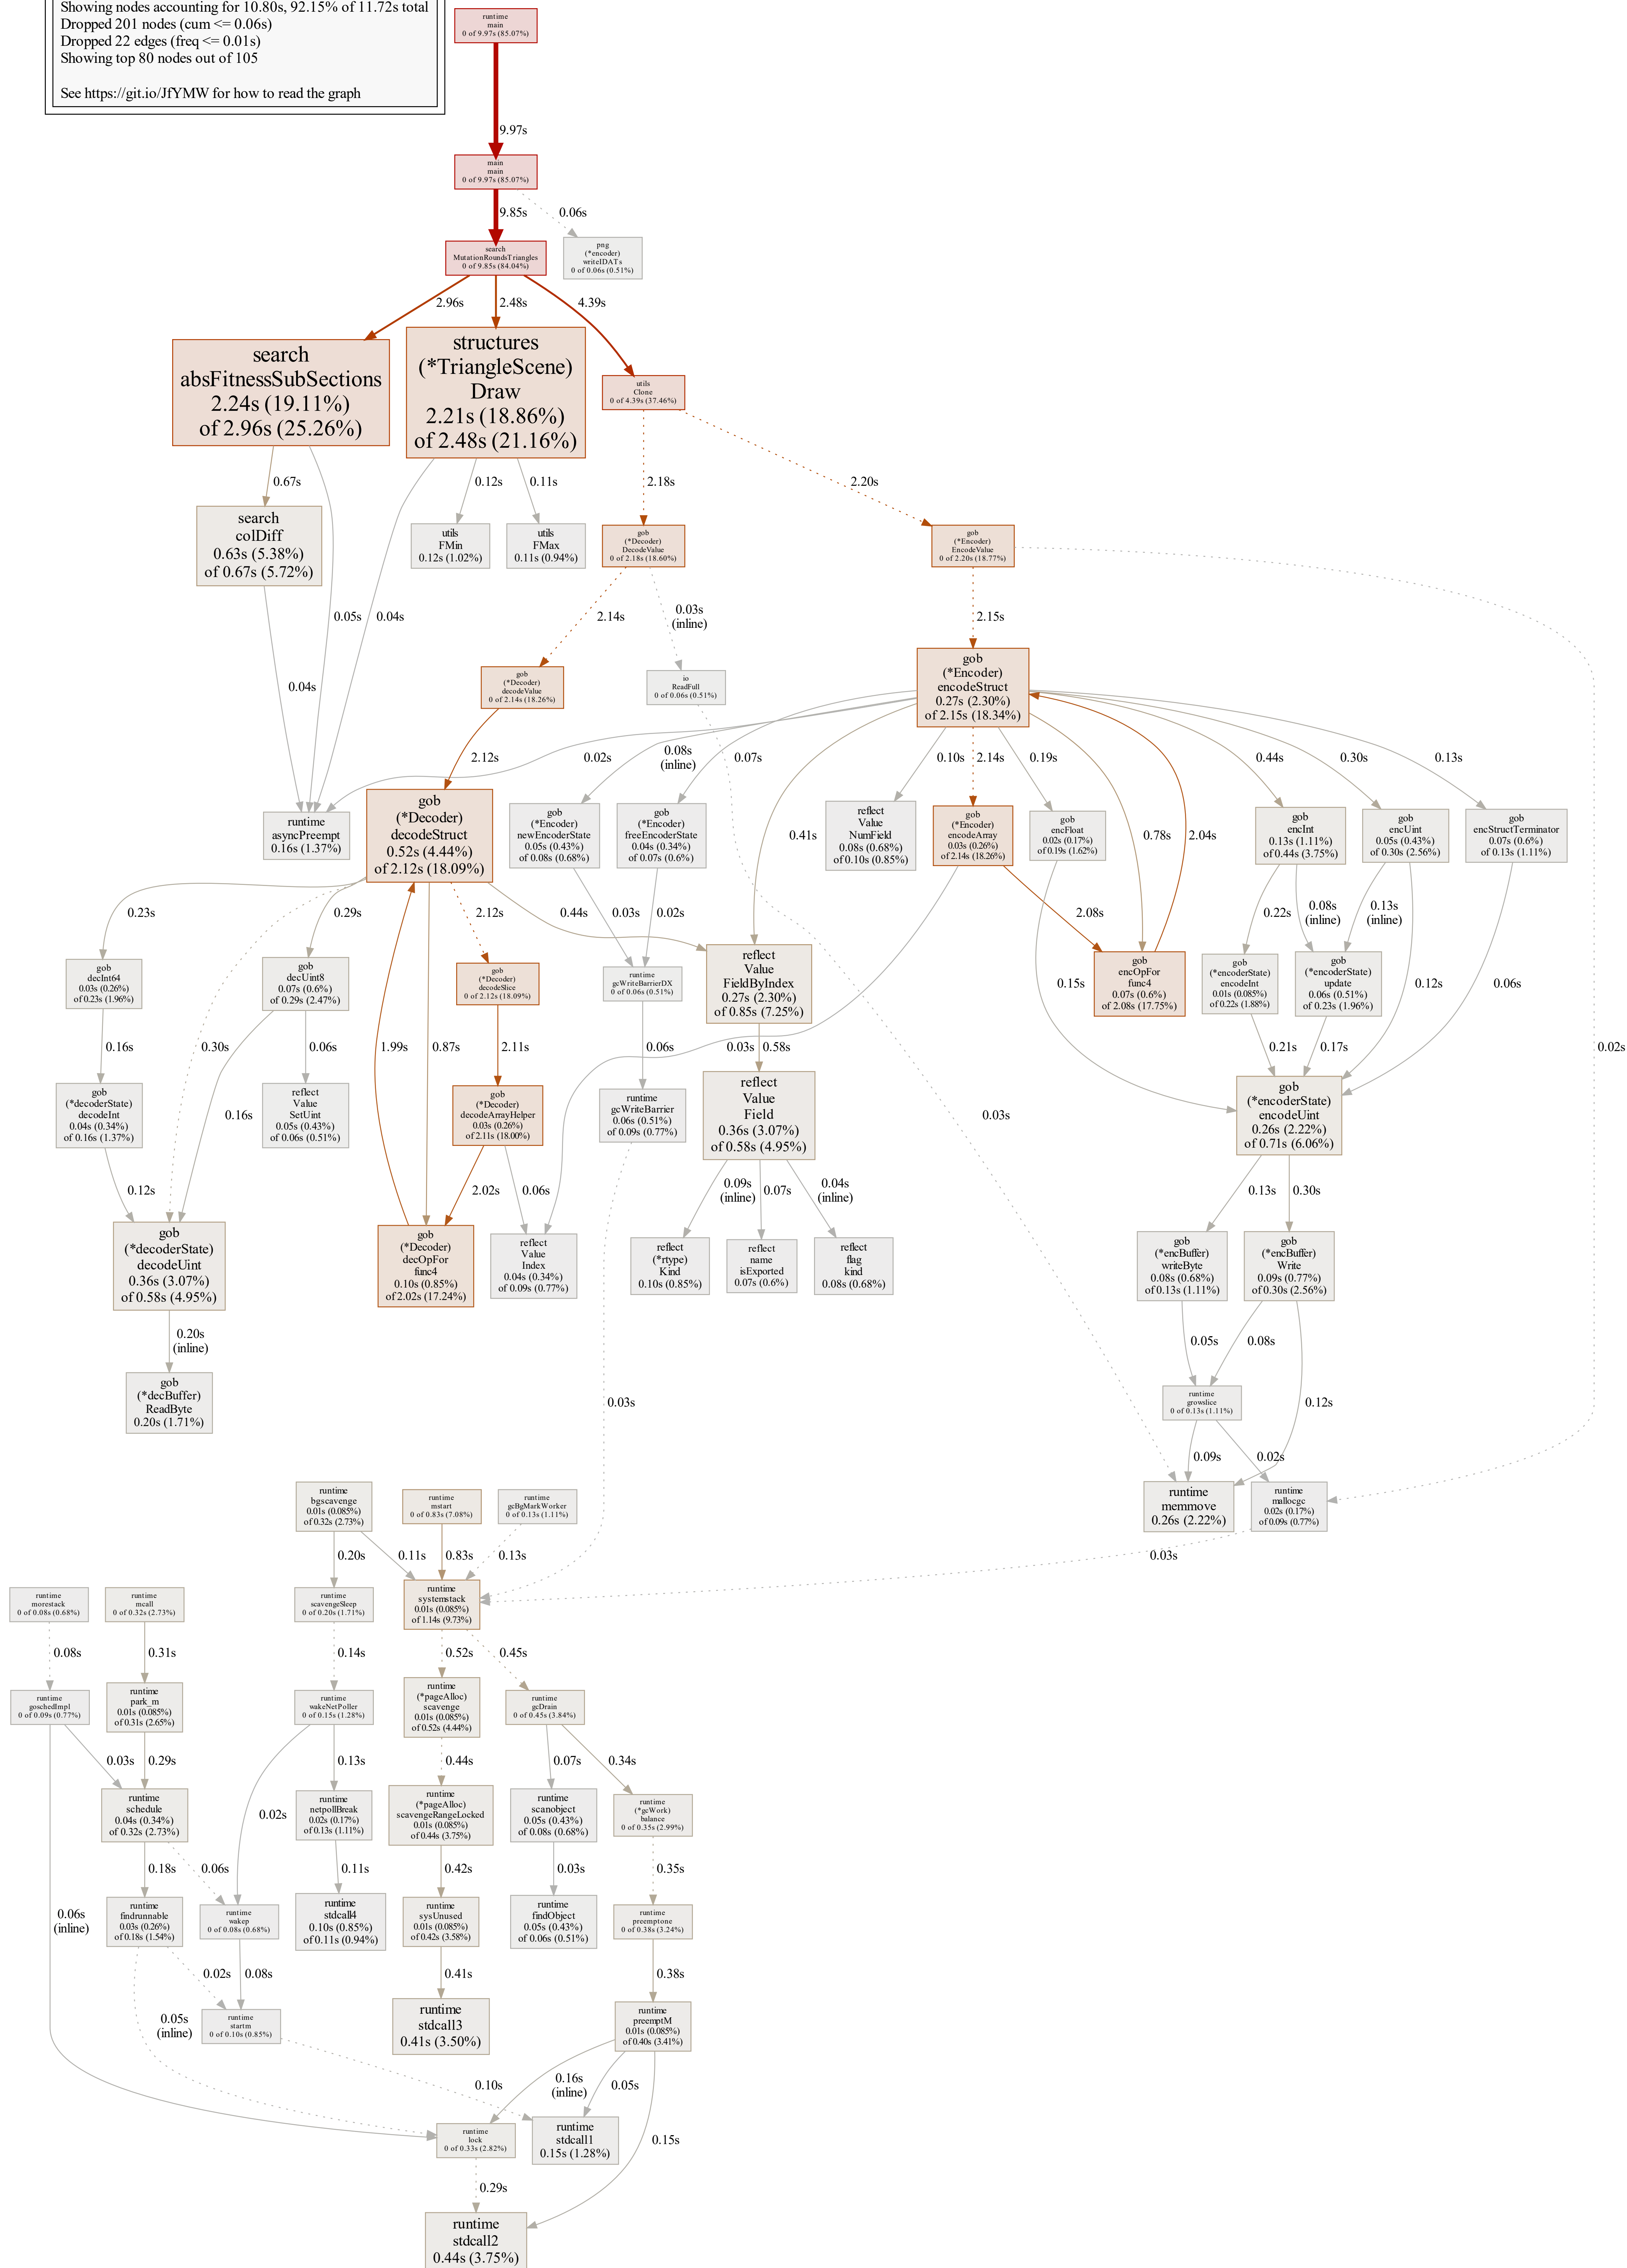 Showing nodes accounting for 10.80s, 92.15% of 11.72s total
Dropped 201 nodes (cum <= 0.06s)
Dropped 22 edges (freq <= 0.01s)
Showing top 80 nodes out of 105
See https://git.io/JfYMW for how to read the graph
runtime
main
0 of 9.97s (85.07%)
9.97s
main
main
0 of 9.97s (85.07%)
9.85s
0.06s
search
MutationRoundsTriangles
0 of 9.85s (84.04%)
png
(*encoder)
writeIDATs
0 of 0.06s (0.51%)
2.96s
2.48s
4.39s
search
absFitnessSubSections
2.24s (19.11%)
of 2.96s (25.26%)
structures
(*TriangleScene)
Draw
2.21s (18.86%)
of 2.48s (21.16%)
utils
Clone
0 of 4.39s (37.46%)
0.67s
0.12s
0.11s
2.18s
2.20s
search
colDiff
0.63s (5.38%)
of 0.67s (5.72%)
utils
FMin
0.12s (1.02%)
utils
FMax
0.11s (0.94%)
gob
(*Decoder)
DecodeValue
0 of 2.18s (18.60%)
gob
(*Encoder)
EncodeValue
0 of 2.20s (18.77%)
0.05s
0.04s
2.14s
0.03s
(inline)
2.15s
0.04s
gob
(*Decoder)
decodeValue
0 of 2.14s (18.26%)
io
ReadFull
0 of 0.06s (0.51%)
gob
(*Encoder)
encodeStruct
0.27s (2.30%)
of 2.15s (18.34%)
2.12s
0.02s
0.08s
(inline)
0.07s
0.10s
2.14s
0.19s
0.44s
0.30s
0.13s
runtime
asyncPreempt
0.16s (1.37%)
gob
(*Decoder)
decodeStruct
0.52s (4.44%)
of 2.12s (18.09%)
gob
(*Encoder)
newEncoderState
0.05s (0.43%)
of 0.08s (0.68%)
gob
(*Encoder)
freeEncoderState
0.04s (0.34%)
of 0.07s (0.6%)
0.41s
reflect
Value
NumField
0.08s (0.68%)
of 0.10s (0.85%)
gob
(*Encoder)
encodeArray
0.03s (0.26%)
of 2.14s (18.26%)
gob
encFloat
0.02s (0.17%)
of 0.19s (1.62%)
0.78s
2.04s
gob
encInt
0.13s (1.11%)
of 0.44s (3.75%)
gob
encUint
0.05s (0.43%)
of 0.30s (2.56%)
gob
encStructTerminator
0.07s (0.6%)
of 0.13s (1.11%)
0.23s
0.29s
2.12s
0.44s
0.03s
0.02s
2.08s
0.22s
0.08s
(inline)
0.13s
(inline)
gob
decInt64
0.03s (0.26%)
of 0.23s (1.96%)
gob
decUint8
0.07s (0.6%)
of 0.29s (2.47%)
gob
(*Decoder)
decodeSlice
0 of 2.12s (18.09%)
runtime
gcWriteBarrierDX
0 of 0.06s (0.51%)
reflect
Value
FieldByIndex
0.27s (2.30%)
of 0.85s (7.25%)
0.15s
gob
encOpFor
func4
0.07s (0.6%)
of 2.08s (17.75%)
gob
(*encoderState)
encodeInt
0.01s (0.085%)
of 0.22s (1.88%)
gob
(*encoderState)
update
0.06s (0.51%)
of 0.23s (1.96%)
0.12s
0.06s
0.16s
0.30s
0.06s
1.99s
0.87s
2.11s
0.06s
0.03s
0.58s
0.21s
0.17s
0.02s
gob
(*decoderState)
decodeInt
0.04s (0.34%)
of 0.16s (1.37%)
0.16s
reflect
Value
SetUint
0.05s (0.43%)
of 0.06s (0.51%)
gob
(*Decoder)
decodeArrayHelper
0.03s (0.26%)
of 2.11s (18.00%)
runtime
gcWriteBarrier
0.06s (0.51%)
of 0.09s (0.77%)
reflect
Value
Field
0.36s (3.07%)
of 0.58s (4.95%)
0.03s
gob
(*encoderState)
encodeUint
0.26s (2.22%)
of 0.71s (6.06%)
0.12s
2.02s
0.06s
0.09s
(inline)
0.07s
0.04s
(inline)
0.13s
0.30s
gob
(*decoderState)
decodeUint
0.36s (3.07%)
of 0.58s (4.95%)
gob
(*Decoder)
decOpFor
func4
0.10s (0.85%)
of 2.02s (17.24%)
reflect
Value
Index
0.04s (0.34%)
of 0.09s (0.77%)
reflect
(*rtype)
Kind
0.10s (0.85%)
reflect
name
isExported
0.07s (0.6%)
reflect
flag
kind
0.08s (0.68%)
gob
(*encBuffer)
writeByte
0.08s (0.68%)
of 0.13s (1.11%)
gob
(*encBuffer)
Write
0.09s (0.77%)
of 0.30s (2.56%)
0.20s
(inline)
0.05s
0.08s
gob
(*decBuffer)
ReadByte
0.20s (1.71%)
0.03s
runtime
growslice
0 of 0.13s (1.11%)
0.12s
0.09s
0.02s
runtime
bgscavenge
0.01s (0.085%)
of 0.32s (2.73%)
runtime
mstart
0 of 0.83s (7.08%)
runtime
gcBgMarkWorker
0 of 0.13s (1.11%)
runtime
memmove
0.26s (2.22%)
runtime
mallocgc
0.02s (0.17%)
of 0.09s (0.77%)
0.20s
0.11s
0.83s
0.13s
0.03s
runtime
morestack
0 of 0.08s (0.68%)
runtime
mcall
0 of 0.32s (2.73%)
runtime
scavengeSleep
0 of 0.20s (1.71%)
runtime
systemstack
0.01s (0.085%)
of 1.14s (9.73%)
0.08s
0.31s
0.14s
0.52s
0.45s
runtime
goschedImpl
0 of 0.09s (0.77%)
runtime
park_m
0.01s (0.085%)
of 0.31s (2.65%)
runtime
wakeNetPoller
0 of 0.15s (1.28%)
runtime
(*pageAlloc)
scavenge
0.01s (0.085%)
of 0.52s (4.44%)
runtime
gcDrain
0 of 0.45s (3.84%)
0.03s
0.29s
0.13s
0.44s
0.07s
0.34s
runtime
schedule
0.04s (0.34%)
of 0.32s (2.73%)
0.02s
runtime
netpollBreak
0.02s (0.17%)
of 0.13s (1.11%)
runtime
(*pageAlloc)
scavengeRangeLocked
0.01s (0.085%)
of 0.44s (3.75%)
runtime
scanobject
0.05s (0.43%)
of 0.08s (0.68%)
runtime
(*gcWork)
balance
0 of 0.35s (2.99%)
0.18s
0.06s
0.11s
0.42s
0.03s
0.35s
0.06s
(inline)
runtime
findrunnable
0.03s (0.26%)
of 0.18s (1.54%)
runtime
wakep
0 of 0.08s (0.68%)
runtime
stdcall4
0.10s (0.85%)
of 0.11s (0.94%)
runtime
sysUnused
0.01s (0.085%)
of 0.42s (3.58%)
runtime
findObject
0.05s (0.43%)
of 0.06s (0.51%)
runtime
preemptone
0 of 0.38s (3.24%)
0.02s
0.08s
0.41s
0.38s
0.05s
(inline)
runtime
startm
0 of 0.10s (0.85%)
runtime
stdcall3
0.41s (3.50%)
runtime
preemptM
0.01s (0.085%)
of 0.40s (3.41%)
0.10s
0.16s
(inline)
0.05s
0.15s
runtime
lock
0 of 0.33s (2.82%)
runtime
stdcall1
0.15s (1.28%)
0.29s
runtime
stdcall2
0.44s (3.75%)